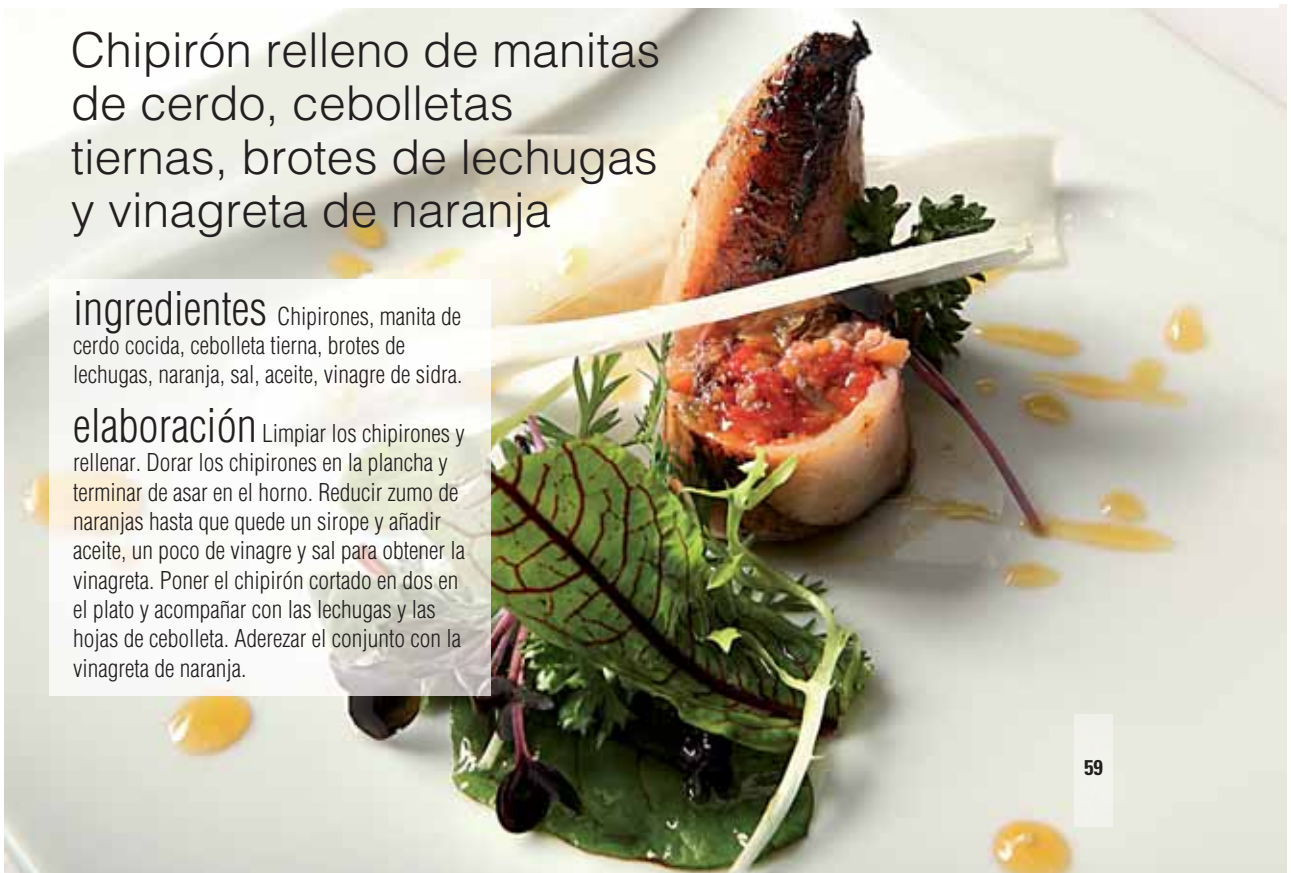 Chipirón relleno de manitas
de cerdo, cebolletas
tiernas, brotes de lechugas
y vinagreta de naranja
ingredientes Chipirones, manita de
cerdo cocida, cebolleta tierna, brotes de
lechugas, naranja, sal, aceite, vinagre de sidra.
elaboración Limpiar los chipirones y
rellenar. Dorar los chipirones en la plancha y
terminar de asar en el horno. Reducir zumo de
naranjas hasta que quede un sirope y añadir
aceite, un poco de vinagre y sal para obtener la
vinagreta. Poner el chipirón cortado en dos en
el plato y acompañar con las lechugas y las
hojas de cebolleta. Aderezar el conjunto con la
vinagreta de naranja.
59